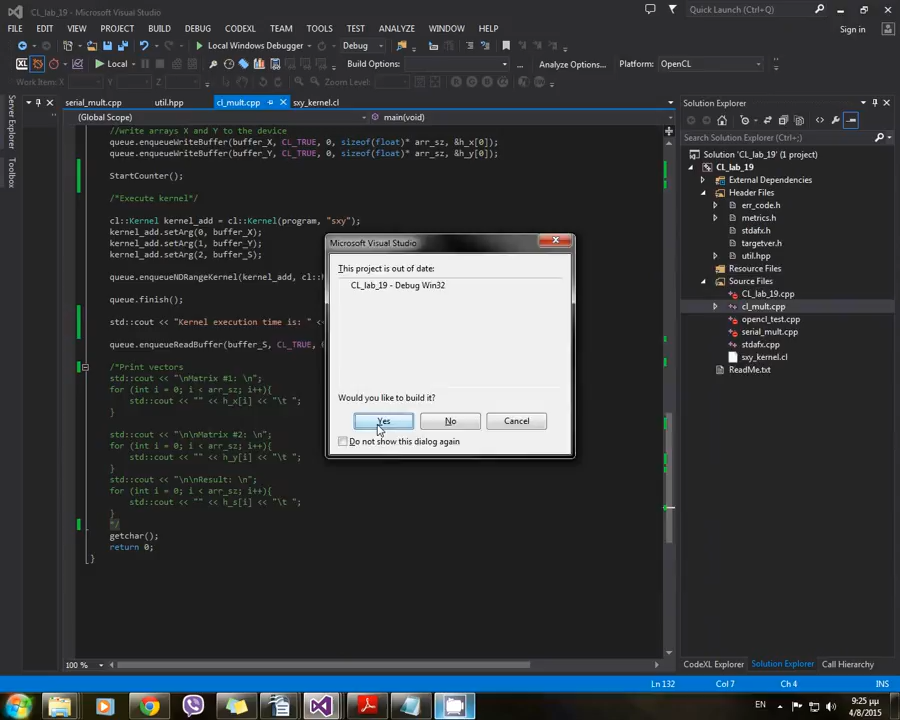 CL_lab_19 - Microsoft Visual Studio
Quick Launch (Ctrl+Q)
FILE EDIT VIEW PROJECT BUILD DEBUG CODEXL TEAM TOOLS TEST ANALYZE WINDOW HELP
Sign in
Local Windows Debugger Debug
Local Build Options: ... Analyze Options... Platform: OpenCL
Work Item(s): All Zoom Level:
Server Explorer
Toolbox
serial_mult.cpp util.hpp cl_mult.cpp sxy_kernel.cl
(Global Scope) main(void)
//write arrays X and Y to the device
queue.enqueueWriteBuffer(buffer_X, CL_TRUE, 0, sizeof(float)* arr_sz, &h_x[0]);
queue.enqueueWriteBuffer(buffer_Y, CL_TRUE, 0, sizeof(float)* arr_sz, &h_y[0]);
StartCounter();
/*Execute kernel*/
cl::Kernel kernel_add = cl::Kernel(program, "sxy");
kernel_add.setArg(0, buffer_X);
kernel_add.setArg(1, buffer_Y);
kernel_add.setArg(2, buffer_S);
queue.enqueueNDRangeKernel(kernel_add, cl::
queue.finish();
std::cout << "Kernel execution time is: " <<
queue.enqueueReadBuffer(buffer_S, CL_TRUE,
/*Print vectors
std::cout << "\nMatrix #1: \n";
for (int i = 0; i < arr_sz; i++){
std::cout << "" << h_x[i] << "\t ";
}
std::cout << "\n\nMatrix #2: \n";
for (int i = 0; i < arr_sz; i++){
std::cout << "" << h_y[i] << "\t ";
}
std::cout << "\n\nResult: \n";
for (int i = 0; i < arr_sz; i++){
std::cout << "" << h_s[i] << "\t ";
}
*/
getchar();
return 0;
}
100 %
Microsoft Visual Studio
This project is out of date:
CL_lab_19 - Debug Win32
Would you like to build it?
Yes No Cancel
Do not show this dialog again
Solution Explorer
Search Solution Explorer (Ctrl+;)
Solution 'CL_lab_19' (1 project)
CL_lab_19
External Dependencies
Header Files
err_code.h
metrics.h
stdafx.h
targetver.h
util.hpp
Resource Files
Source Files
CL_lab_19.cpp
cl_mult.cpp
opencl_test.cpp
serial_mult.cpp
stdafx.cpp
sxy_kernel.cl
ReadMe.txt
CodeXL Explorer Solution Explorer Call Hierarchy
Ln 132 Col 7 Ch 4 INS
EN
9:25 μμ
4/8/2015